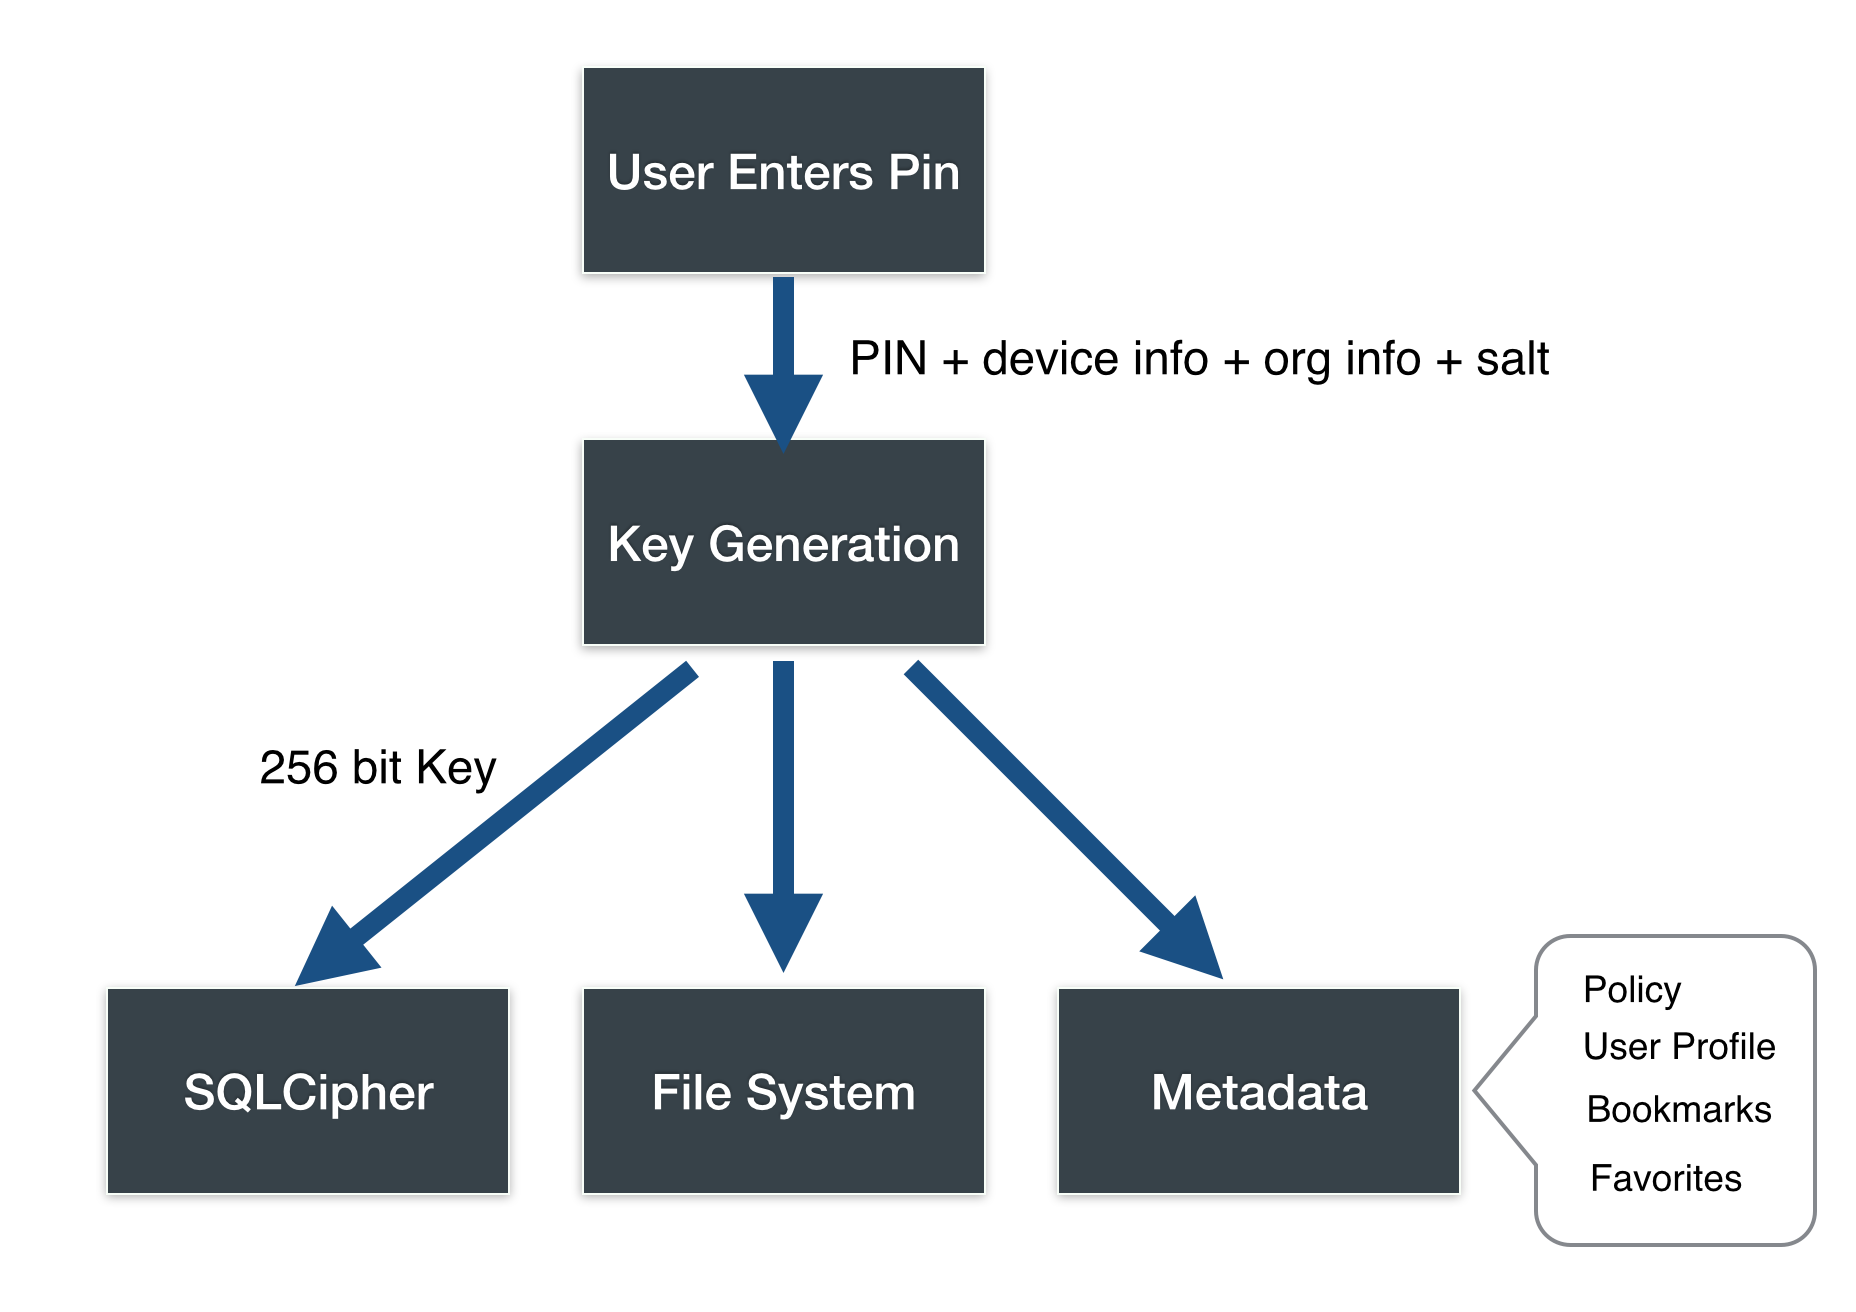 User Enters Pin
PIN + device info + org info + salt
Key Generation
256 bit Key
SQLCipher
File System
Metadata
Policy
User Profile
Bookmarks
Favorites